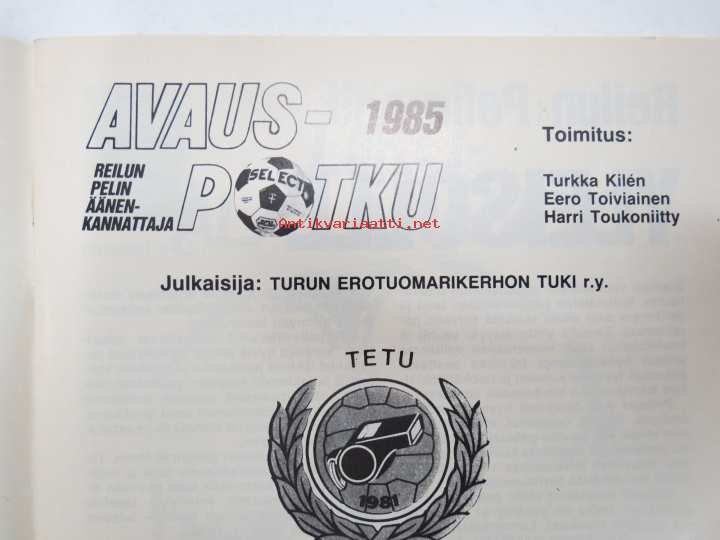 AVAUS- 1985
POTKU
REILUN
PELIN
ÄÄNEN-
KANNATTAJA
SELECT
Antikvariaatti.net
Toimitus:
Turkka Kilén
Eero Toiviainen
Harri Toukoniitty
Julkaisija: TURUN EROTUOMARIKERHON TUKI r.y.
TETU
1981